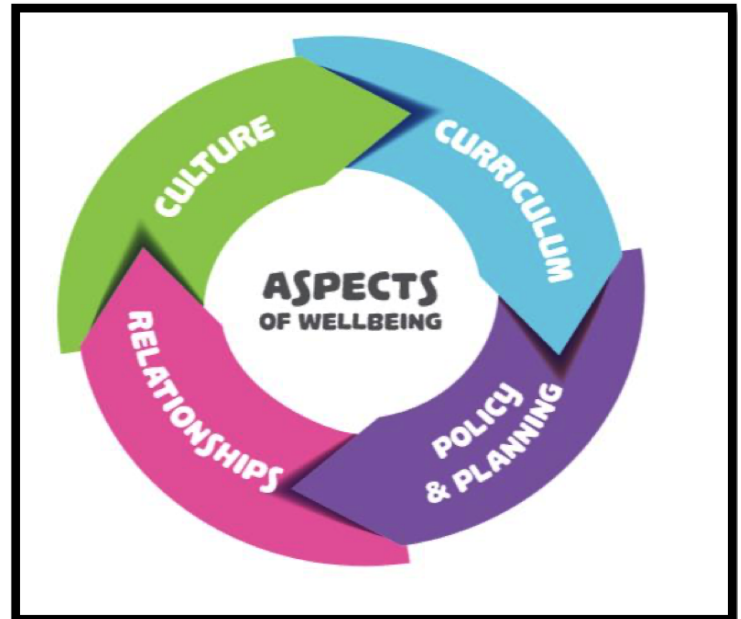 ASPECTS
OF WELLBEING
CULTURE
CURRICULUM
POLICY
& PLANNING
RELATIONSHIPS